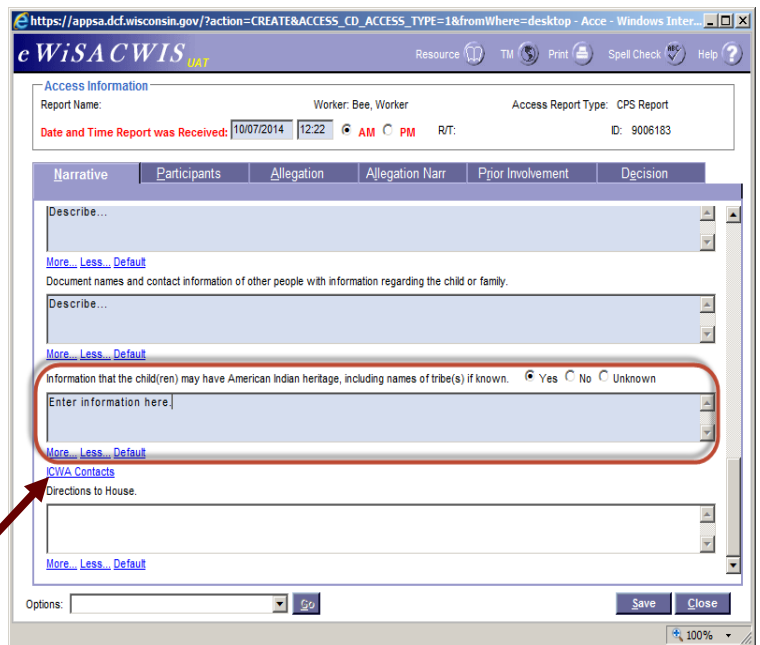 https://appsa.dcf.wisconsin.gov/?action=CREATE&ACCESS_CD_ACCESS_TYPE=1&fromWhere=desktop - Acce - Windows Inter...
eWiSACWIS UAT Resource TM Print Spell Check ABC Help ?
Access Information
Report Name: Worker: Bee, Worker Access Report Type: CPS Report
Date and Time Report was Received: 10/07/2014 12:22 AM PM R/T: ID: 9006183
Narrative Participants Allegation Allegation Narr Prior Involvement Decision
Describe...
More... Less... Default
Document names and contact information of other people with information regarding the child or family.
Describe...
More... Less... Default
Information that the child(ren) may have American Indian heritage, including names of tribe(s) if known. Yes No Unknown
Enter information here.
More... Less... Default
ICWA Contacts
Directions to House.
More... Less... Default
Options: Go Save Close
100%